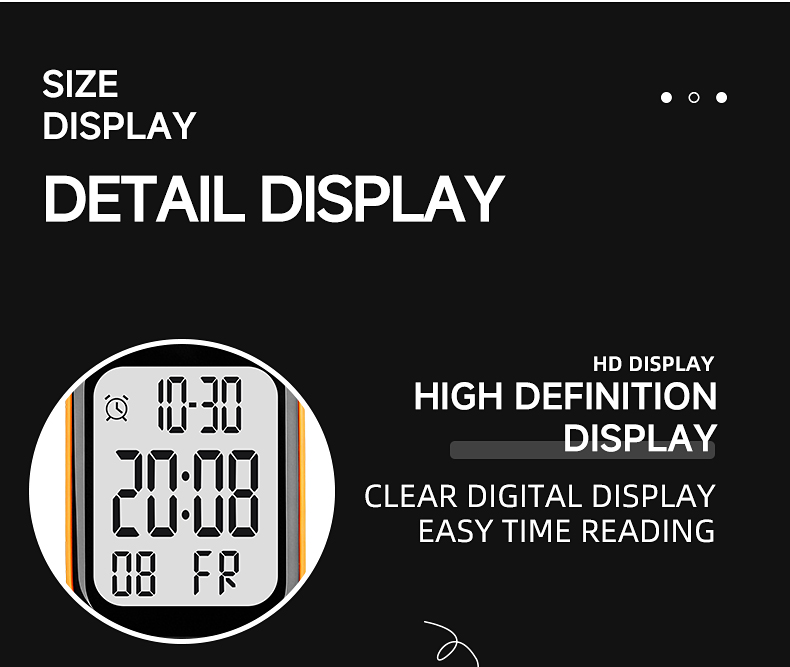 SIZE
DISPLAY
DETAIL DISPLAY
HD DISPLAY
HIGH DEFINITION
DISPLAY
CLEAR DIGITAL DISPLAY
EASY TIME READING
10-30
20:08
08 FR